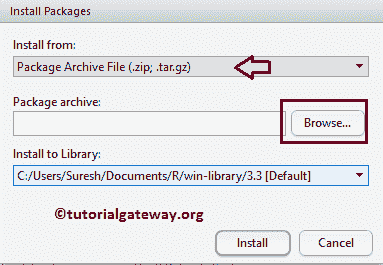 Install Packages
Install from:
Package Archive File (.zip; .tar.gz)
Package archive:
Browse...
Install to Library:
C:/Users/Suresh/Documents/R/win-library/3.3 [Default]
©tutorialgateway.org
Install Cancel